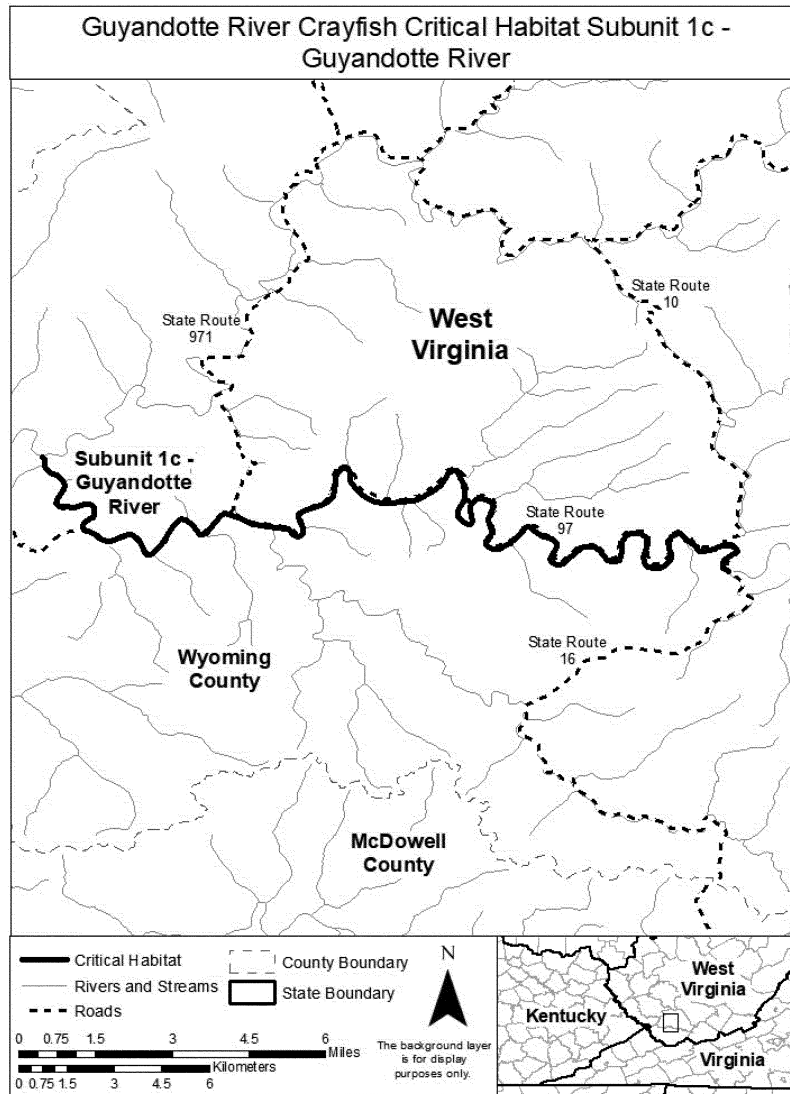 Guyandotte River Crayfish Critical Habitat Subunit 1c -
Guyandotte River
State Route
10
State Route
971
West
Virginia
Subunit 1c -
Guyandotte
River
State Route
97
State Route
16
Wyoming
County
McDowell
County
Critical Habitat
Rivers and Streams
Roads
County Boundary
State Boundary
0 0.75 1.5 3 4.5 6
Miles
Kilometers
0 0.75 1.5 3 4.5 6
N
The background layer
is for display
purposes only.
West
Virginia
Kentucky
Virginia